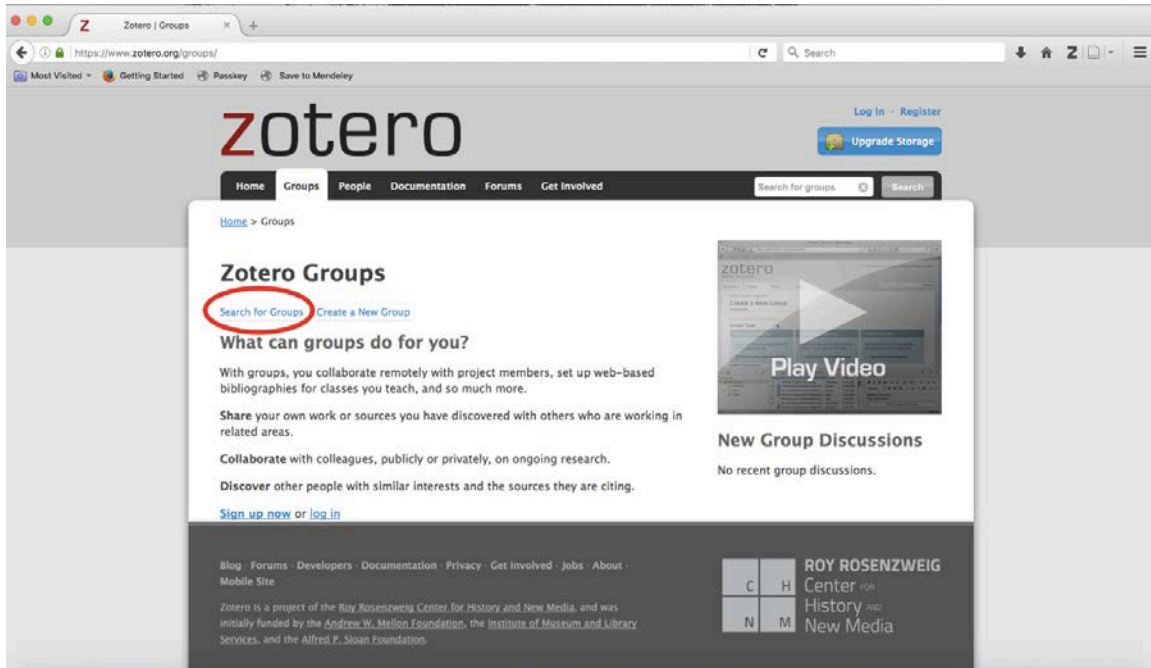 Z Zotero | Groups
https://www.zotero.org/groups/
Search
Z
Most Visited
Getting Started
Passkey
Save to Mendeley
zotero
Log In · Register
Upgrade Storage
Home Groups People Documentation Forums Get Involved
Search for groups
Search
Home > Groups
Zotero Groups
Search for Groups Create a New Group
What can groups do for you?
With groups, you collaborate remotely with project members, set up web-based
bibliographies for classes you teach, and so much more.
Share your own work or sources you have discovered with others who are working in
related areas.
Collaborate with colleagues, publicly or privately, on ongoing research.
Discover other people with similar interests and the sources they are citing.
Sign up now or log in
zotero
Create a New Group
Play Video
New Group Discussions
No recent group discussions.
Blog · Forums · Developers · Documentation · Privacy · Get Involved · Jobs · About ·
Mobile Site
Zotero is a project of the Roy Rosenzweig Center for History and New Media, and was
initially funded by the Andrew W. Mellon Foundation, the Institute of Museum and Library
Services, and the Alfred P. Sloan Foundation.
C H
N M
ROY ROSENZWEIG
Center FOR
History AND
New Media